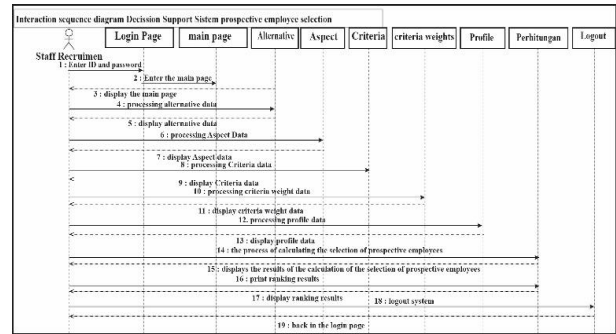 Interaction sequence diagram Decission Support Sistem prospective employee selection
Login Page
main page
Alternative
Aspect
Criteria
criteria weights
Profile
Perhitungan
Logout
Staff Recruimen
1 : Enter ID and password
2 : Enter the main page
3 : display the main page
4 : processing alternative data
5 : display alternative data
6 : processing Aspect Data
7 : display Aspect data
8 : processing Criteria data
9 : display Criteria data
10 : processing criteria weight data
11 : display criteria weight data
12. processing profile data
13 : display profile data
14 : the process of calculating the selection of prospective employees
15 : displays the results of the calculation of the selection of prospective employees
16 : print ranking results
17 : display ranking results
18 : logout system
19 : back in the login page